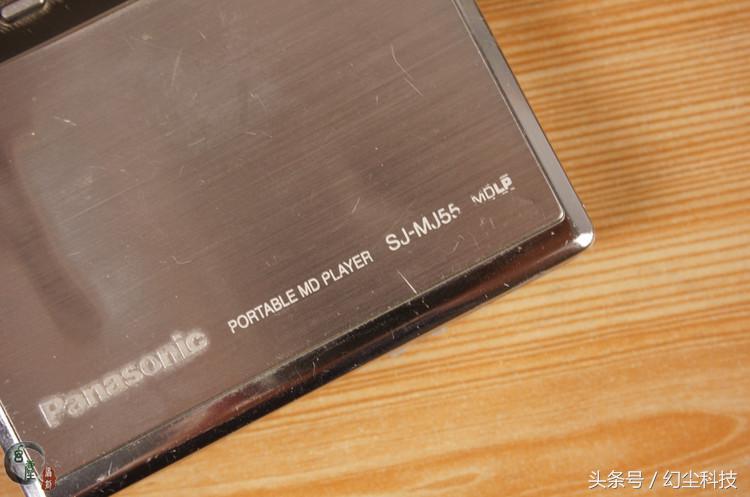 Panasonic PORTABLE MD PLAYER SJ-MJ55 MDLP
头条号 / 幻尘科技